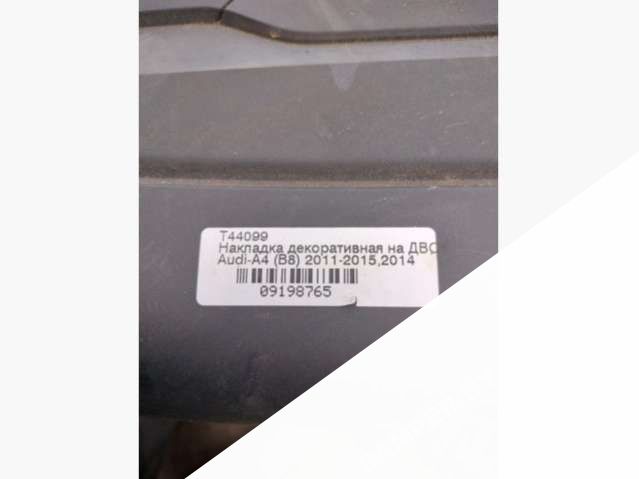 T44099
Накладка декоративная на ДВС
Audi-A4 (B8) 2011-2015,2014
09198765